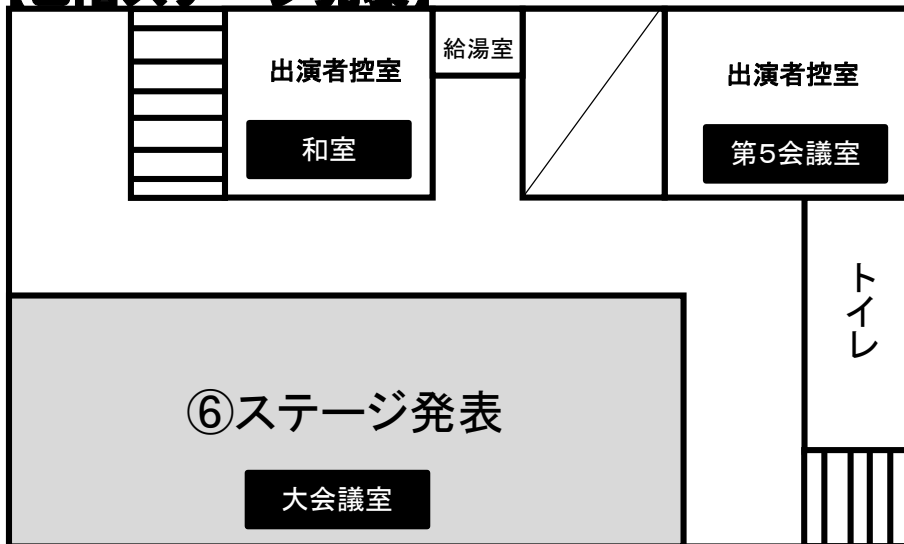 出演者控室
和室
給湯室
出演者控室
第5会議室
トイレ
⑥ステージ発表
大会議室